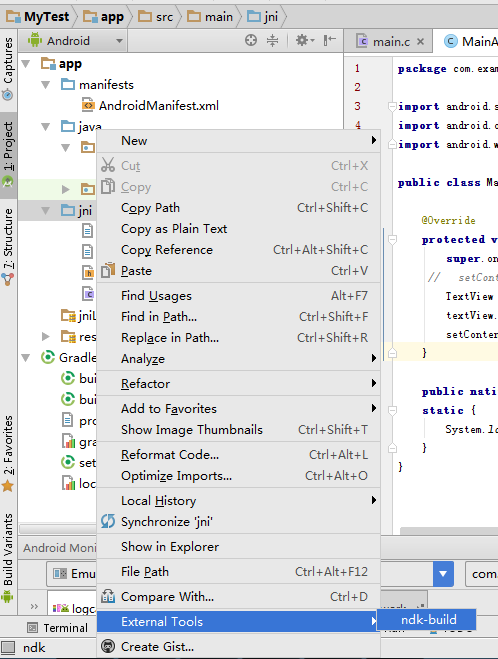 MyTest app src main jni
Android
main.c MainA
Captures
1: Project
7: Structure
2: Favorites
Build Variants
app
manifests
AndroidManifest.xml
java
jni
jniL
res
Gradle
bui
bui
pro
gra
set
loc
New
Cut Ctrl+X
Copy Ctrl+C
Copy Path Ctrl+Shift+C
Copy as Plain Text
Copy Reference Ctrl+Alt+Shift+C
Paste Ctrl+V
Find Usages Alt+F7
Find in Path... Ctrl+Shift+F
Replace in Path... Ctrl+Shift+R
Analyze
Refactor
Add to Favorites
Show Image Thumbnails Ctrl+Shift+T
Reformat Code... Ctrl+Alt+L
Optimize Imports... Ctrl+Alt+O
Local History
Synchronize 'jni'
Show in Explorer
File Path Ctrl+Alt+F12
Compare With... Ctrl+D
External Tools
Create Gist...
ndk-build
1 package com.exam
2
3 import android.s
4 import android.o
import android.w
public class Ma
@Override
protected v
super.on
// setCont
TextView
textView.
setConten
}
public nati
static {
System.lo
}
}
Android Moni
Emu com.
logca work
Terminal
ndk